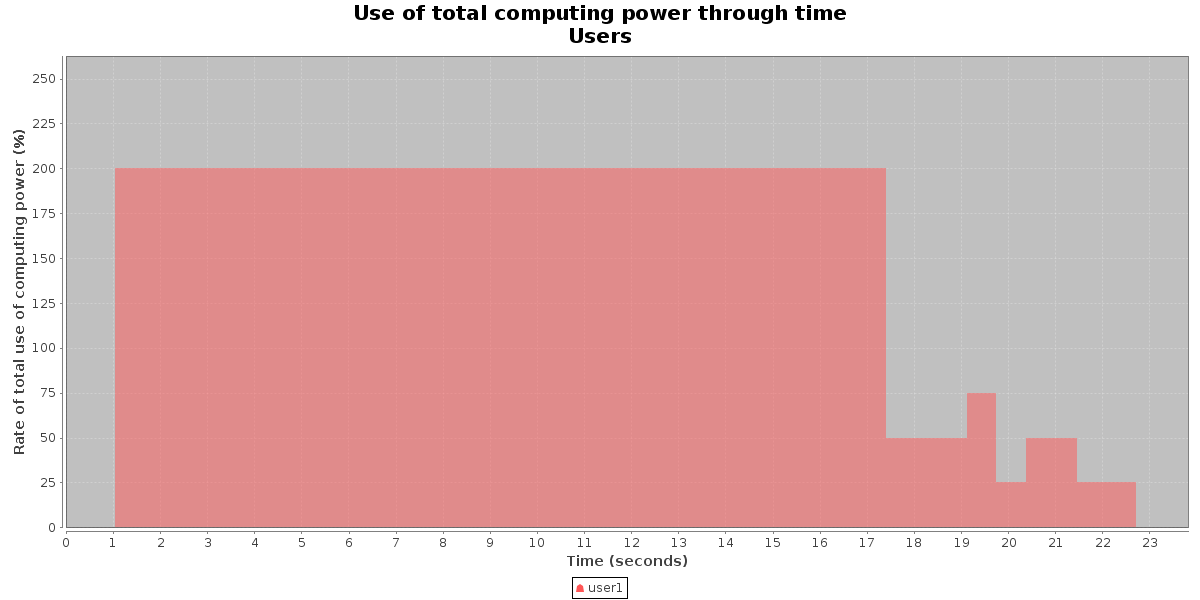 Use of total computing power through time
Users
Rate of total use of computing power (%)
250
225
200
175
150
125
100
75
50
25
0
0 1 2 3 4 5 6 7 8 9 10 11 12 13 14 15 16 17 18 19 20 21 22 23
Time (seconds)
user1